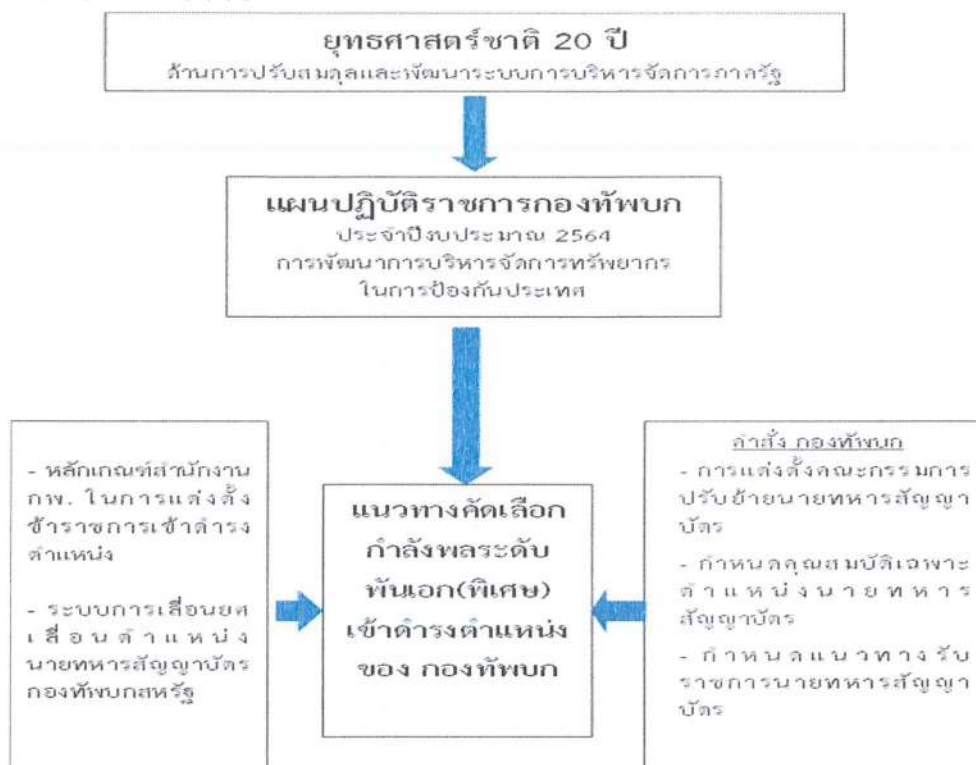 ยุทธศาสตร์ชาติ 20 ปี
ด้านการปรับสมดุลและพัฒนาระบบการบริหารจัดการภาครัฐ
แผนปฏิบัติราชการกองทัพบก
ประจำปีงบประมาณ 2564
การพัฒนาการบริหารจัดการทรัพยากร
ในการป้องกันประเทศ
- หลักเกณฑ์สำนักงาน
กพ. ในการแต่งตั้ง
ข้าราชการเข้าดำรง
ตำแหน่ง
- ระบบการเลื่อนยศ
เลื่อนตำแหน่ง
นายทหารสัญญาบัตร
กองทัพบกสหรัฐ
แนวทางคัดเลือก
กำลังพลระดับ
พันเอก(พิเศษ)
เข้าดำรงตำแหน่ง
ของ กองทัพบก
คำสั่ง กองทัพบก
- การแต่งตั้งคณะกรรมการ
ปรับย้ายนายทหารสัญญา
บัตร
- กำหนดคุณสมบัติเฉพาะ
ตำแหน่งนายทหาร
สัญญาบัตร
- กำหนดแนวทางรับ
ราชการนายทหารสัญญา
บัตร